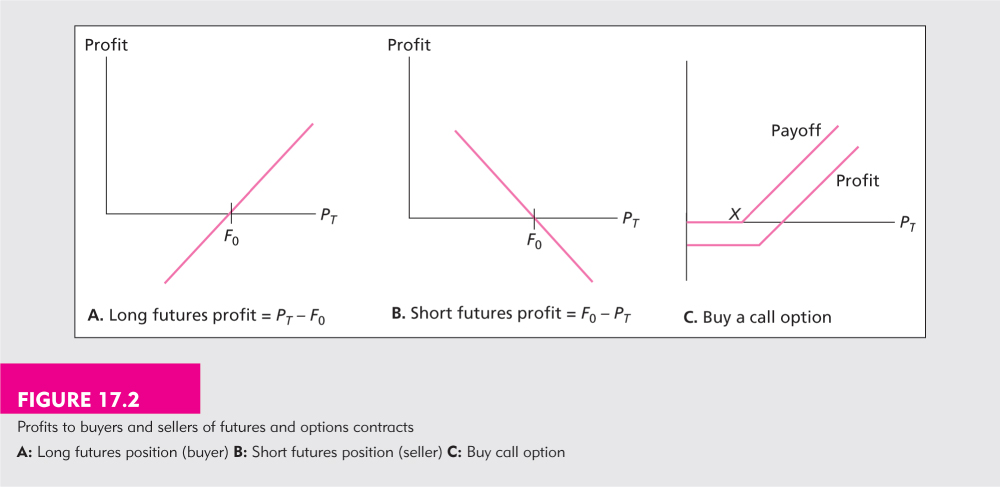 Profit
P_T
F_0
A. Long futures profit = P_T – F_0
Profit
P_T
F_0
B. Short futures profit = F_0 – P_T
Payoff
Profit
X
P_T
C. Buy a call option
FIGURE 17.2
Profits to buyers and sellers of futures and options contracts
A: Long futures position (buyer) B: Short futures position (seller) C: Buy call option